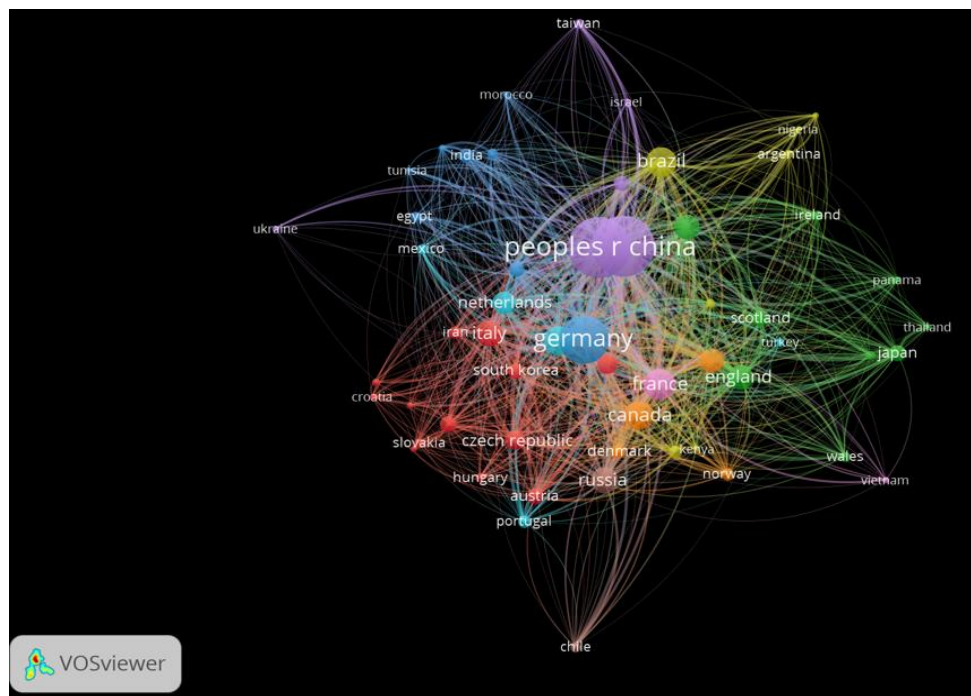 taiwan
morocco
israel
nigeria
brazil
argentina
india
tunisia
egypt
ireland
ukraine
mexico
peoples r china
panama
netherlands
scotland
thailand
iran
italy
germany
turkey
japan
south korea
france
england
croatia
canada
slovakia
czech republic
denmark
kenya
wales
hungary
russia
norway
vietnam
austria
portugal
chile
VOSviewer